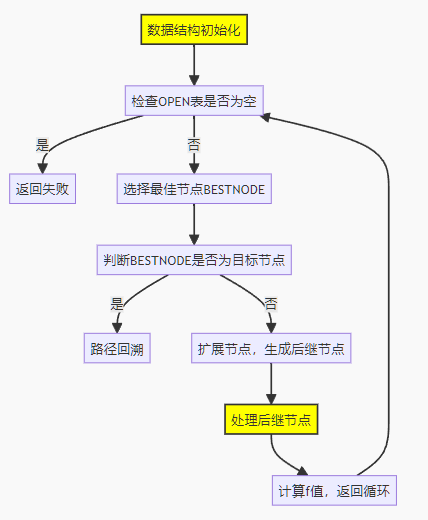 数据结构初始化
检查OPEN表是否为空
是
否
返回失败
选择最佳节点BESTNODE
判断BESTNODE是否为目标节点
是
否
路径回溯
扩展节点，生成后继节点
处理后继节点
计算f值，返回循环